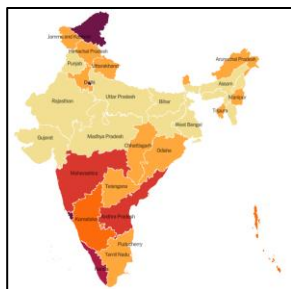 Jammu and Kashmir
Himachal Pradesh
Punjab
Uttarakhand
Delhi
Arunachal Pradesh
Rajasthan
Uttar Pradesh
Assam
Bihar
Manipur
Tripura
West Bengal
Gujarat
Madhya Pradesh
Chhattisgarh
Odisha
Maharashtra
Telangana
Andhra Pradesh
Karnataka
Puducherry
Tamil Nadu
Kerala